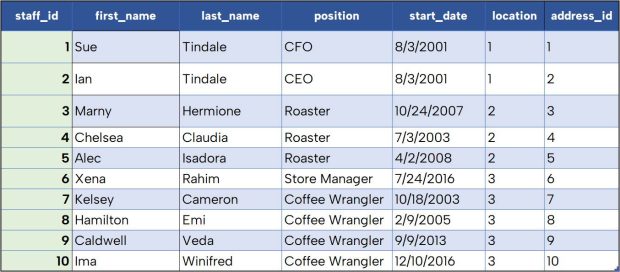 staff_id first_name last_name position start_date location address_id
1 Sue Tindale CFO 8/3/2001 1 1
2 Ian Tindale CEO 8/3/2001 1 2
3 Marny Hermione Roaster 10/24/2007 2 3
4 Chelsea Claudia Roaster 7/3/2003 2 4
5 Alec Isadora Roaster 4/2/2008 2 5
6 Xena Rahim Store Manager 7/24/2016 3 6
7 Kelsey Cameron Coffee Wrangler 10/18/2003 3 7
8 Hamilton Emi Coffee Wrangler 2/9/2005 3 8
9 Caldwell Veda Coffee Wrangler 9/9/2013 3 9
10 Ima Winifred Coffee Wrangler 12/10/2016 3 10